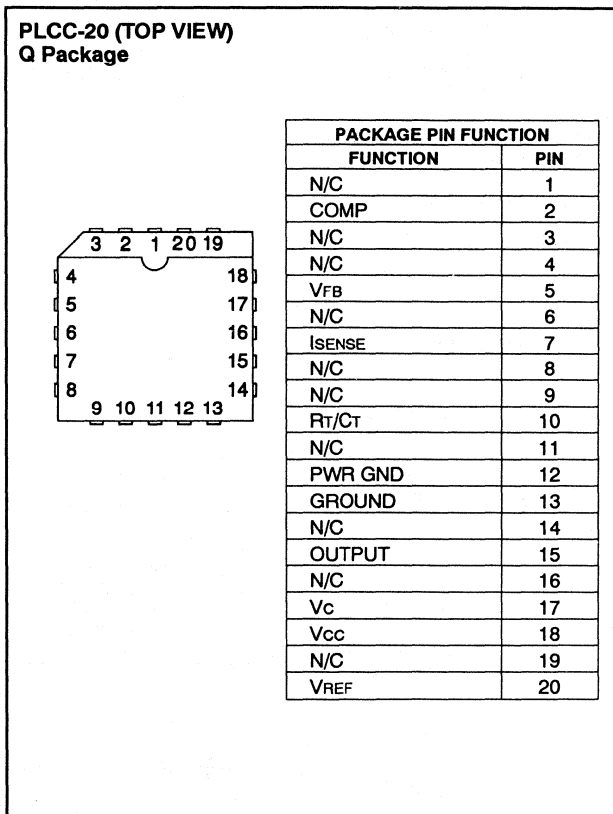 PLCC-20 (TOP VIEW)
Q Package
3 2 1 20 19
4 18
5 17
6 16
7 15
8 14
9 10 11 12 13
PACKAGE PIN FUNCTION
FUNCTION PIN
N/C 1
COMP 2
N/C 3
N/C 4
VFB 5
N/C 6
ISENSE 7
N/C 8
N/C 9
RT/CT 10
N/C 11
PWR GND 12
GROUND 13
N/C 14
OUTPUT 15
N/C 16
VC 17
VCC 18
N/C 19
VREF 20